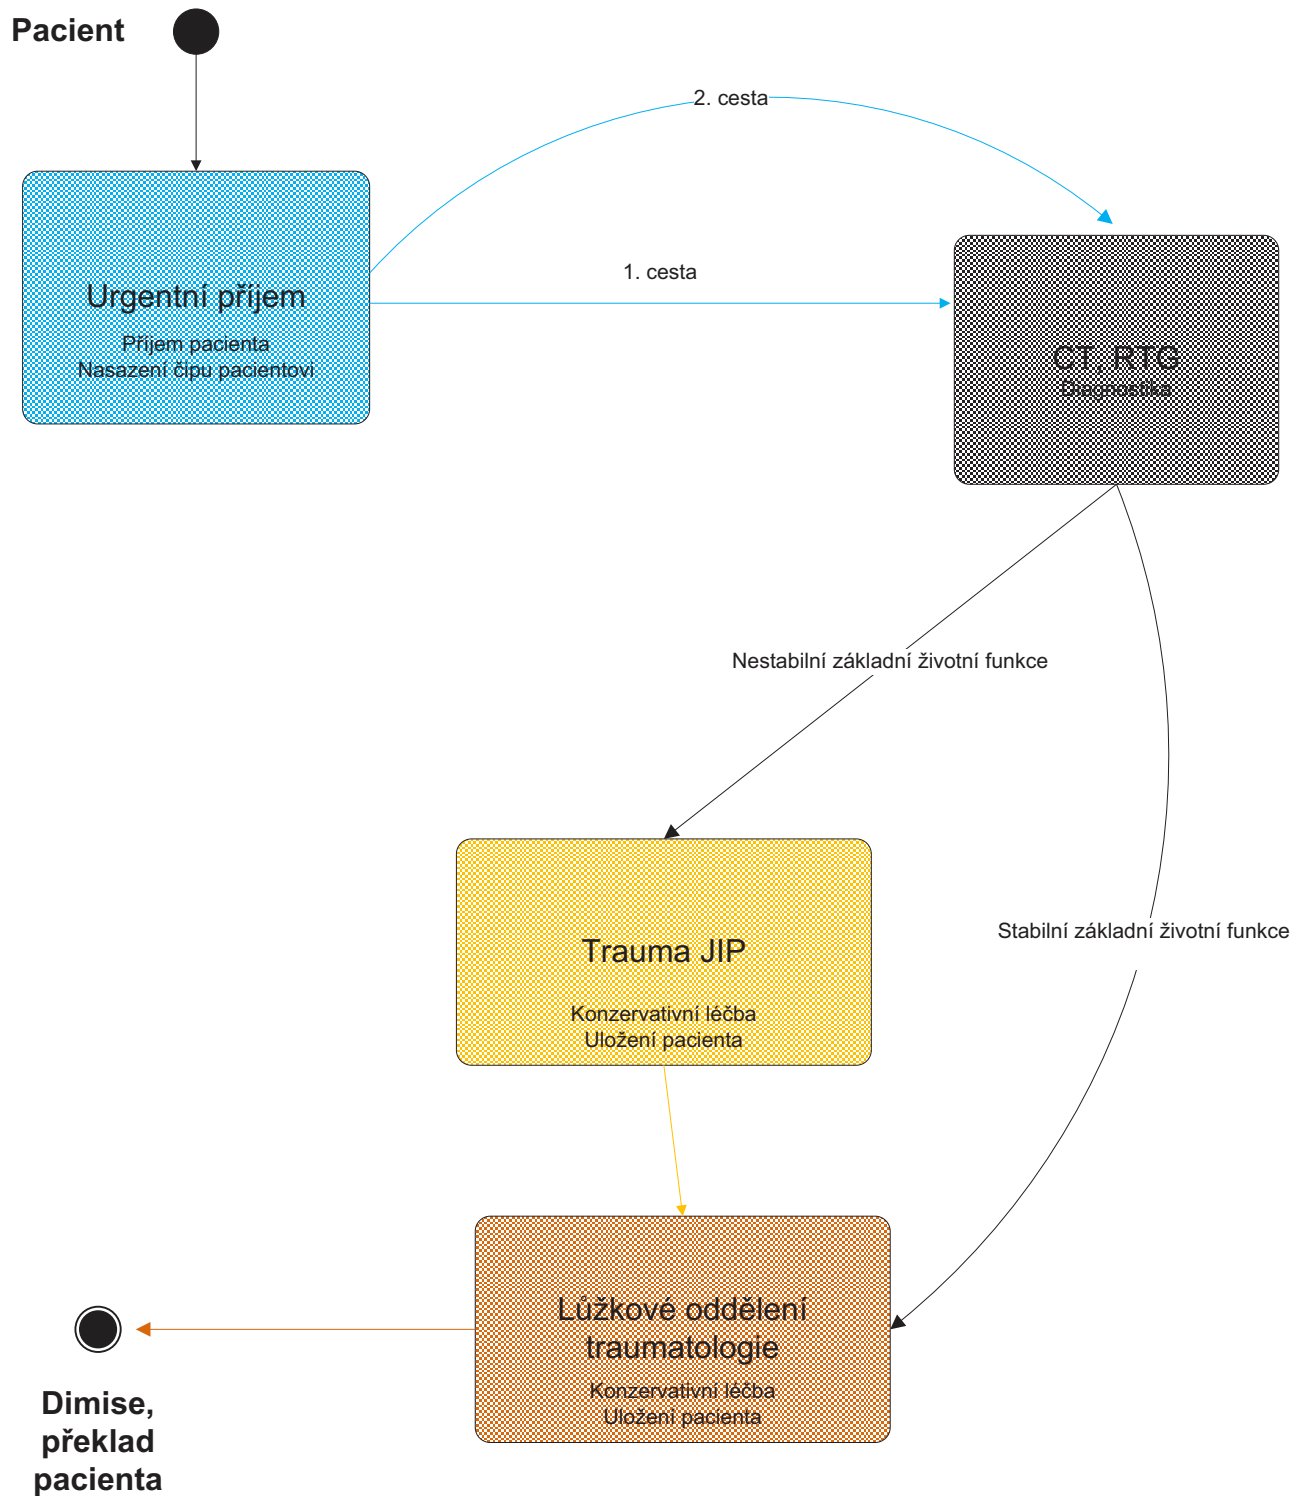 Pacient
2. cesta
1. cesta
Urgentní příjem
Příjem pacienta
Nasazení čipu pacientovi
CT, RTG
Diagnostika
Nestabilní základní životní funkce
Stabilní základní životní funkce
Trauma JIP
Konzervativní léčba
Uložení pacienta
Lůžkové oddělení
traumatologie
Konzervativní léčba
Uložení pacienta
Dimise,
překlad
pacienta